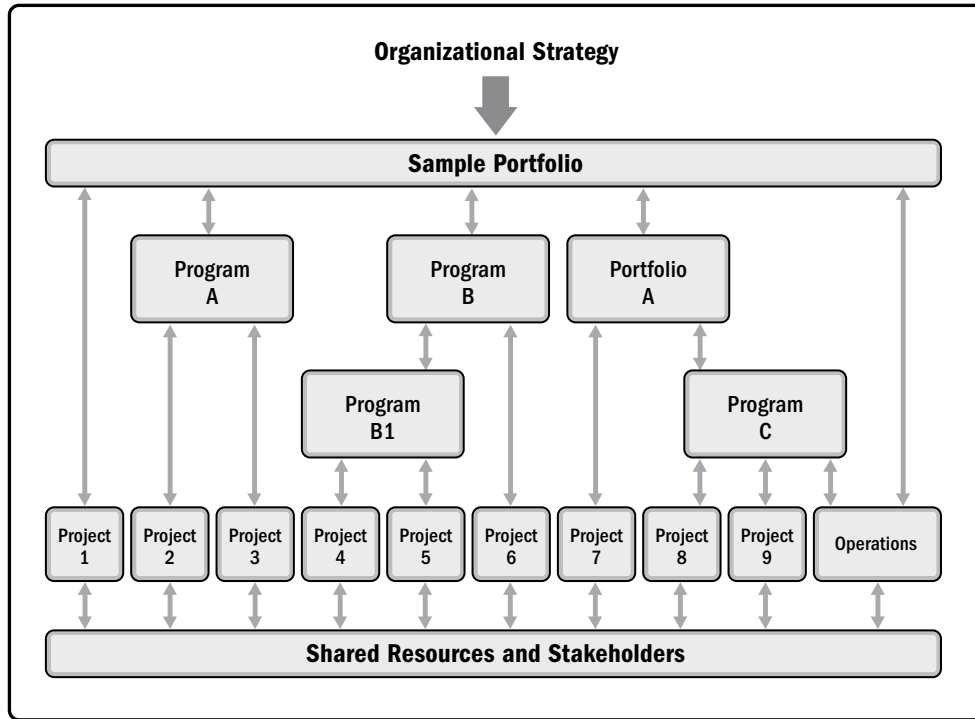 Organizational Strategy
Sample Portfolio
Program
A
Program
B
Portfolio
A
Program
B1
Program
C
Project
1
Project
2
Project
3
Project
4
Project
5
Project
6
Project
7
Project
8
Project
9
Operations
Shared Resources and Stakeholders